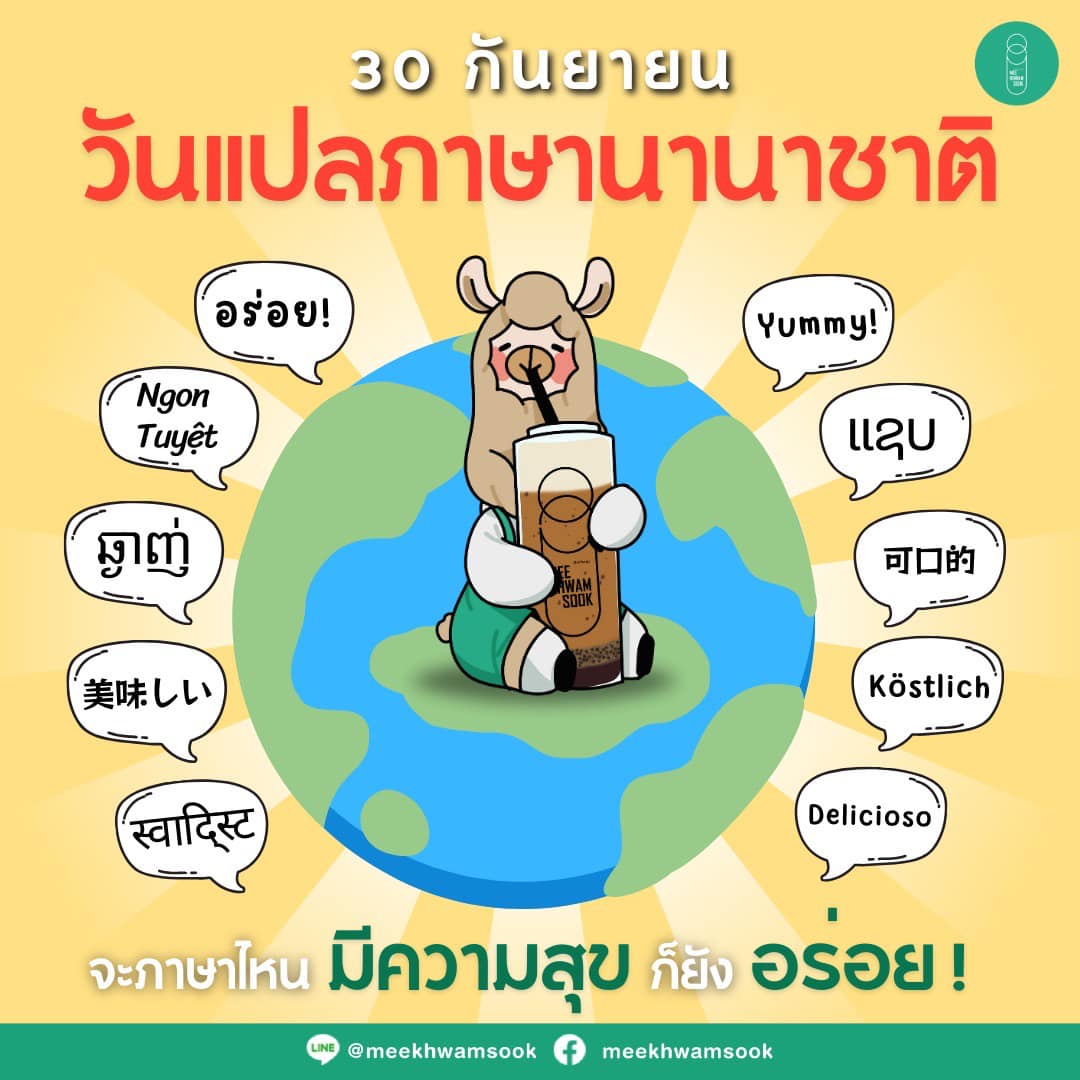 30 กันยายน
วันแปลภาษานานาชาติ
MEE
KHWAM
SOOK
อร่อย!
Yummy!
Ngon
Tuyệt
ແຊບ
ឆ្ងាញ់
可口的
美味しい
Köstlich
स्वादिस्ट
Delicioso
MEE
KHWAM
SOOK
จะภาษาไหน มีความสุข ก็ยัง อร่อย !
LINE @meekhwamsook meekhwamsook